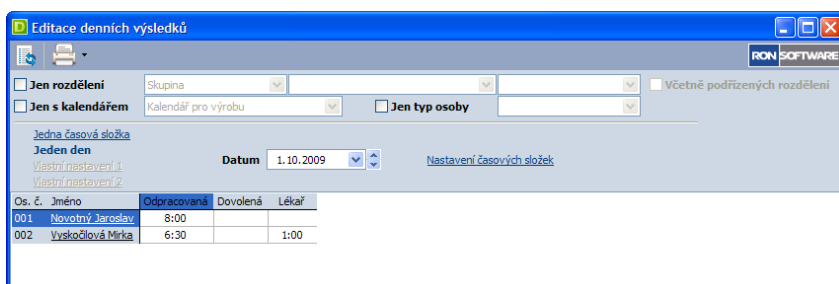 Editace denních výsledků
RON SOFTWARE
Jen rozdělení Skupina Včetně podřízených rozdělení
Jen s kalendářem Kalendář pro výrobu Jen typ osoby
Jedna časová složka
Jeden den
Vlastní nastavení 1
Vlastní nastavení 2
Datum 1.10.2009 Nastavení časových složek
Os. č. Jméno Odpracovaná Dovolená Lékař
001 Novotný Jaroslav 8:00
002 Vyskočilová Mirka 6:30 1:00